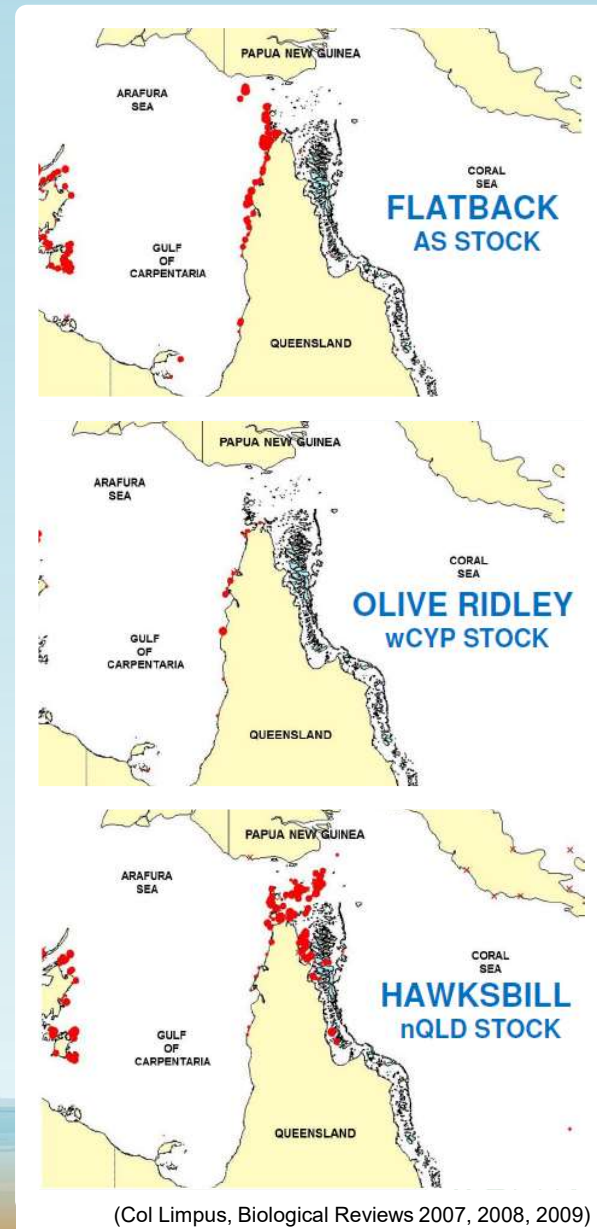 PAPUA NEW GUINEA
ARAFURA
SEA
CORAL
SEA
FLATBACK
AS STOCK
GULF
OF
CARPENTARIA
QUEENSLAND
PAPUA NEW GUINEA
ARAFURA
SEA
CORAL
SEA
OLIVE RIDLEY
wCYP STOCK
GULF
OF
CARPENTARIA
QUEENSLAND
PAPUA NEW GUINEA
ARAFURA
SEA
CORAL
SEA
HAWKSBILL
nQLD STOCK
GULF
OF
CARPENTARIA
QUEENSLAND
(Col Limpus, Biological Reviews 2007, 2008, 2009)